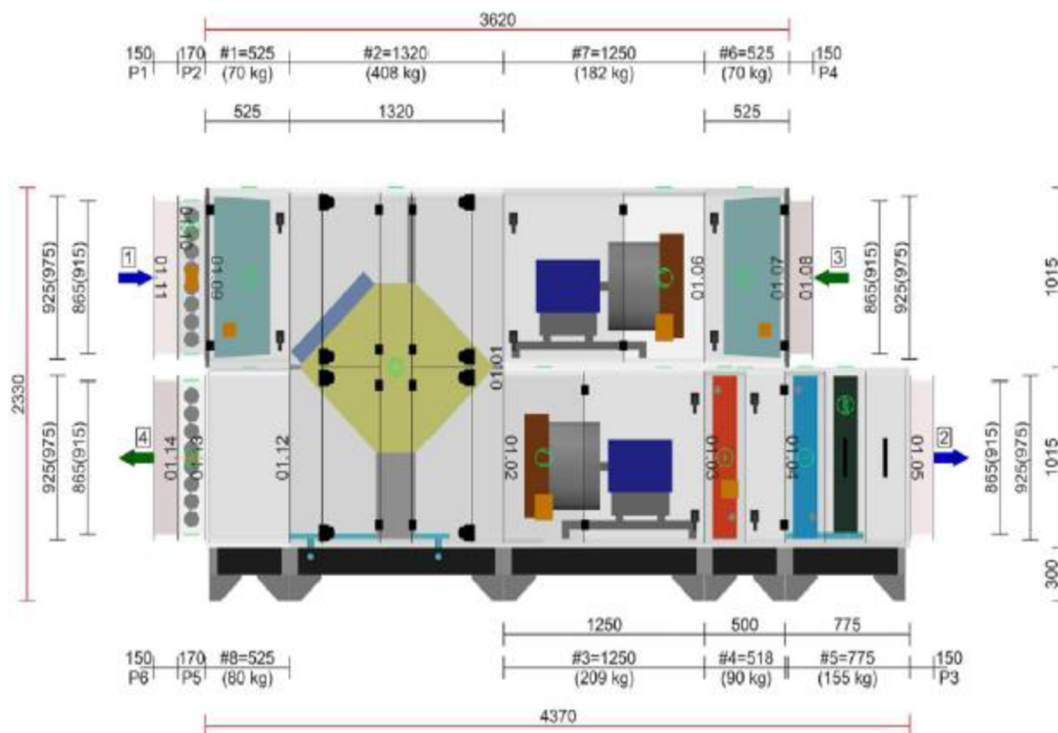 3620
150 170 #1=525 #2=1320 #7=1250 #6=525 150
P1 P2 (70 kg) (408 kg) (182 kg) (70 kg) P4
525 1320 525
2330
925(975) 865(915)
1 01.11 01.09 01.06 01.07 01.08 3
865(915) 925(975) 1015
01.10
925(975) 865(915)
4 01.14 01.13 01.12 01.02 01.03 01.04 01.05 2
865(915) 925(975) 1015
300
1250 500 775
150 170 #8=525 #3=1250 #4=518 #5=775 150
P6 P5 (80 kg) (209 kg) (90 kg) (155 kg) P3
4370